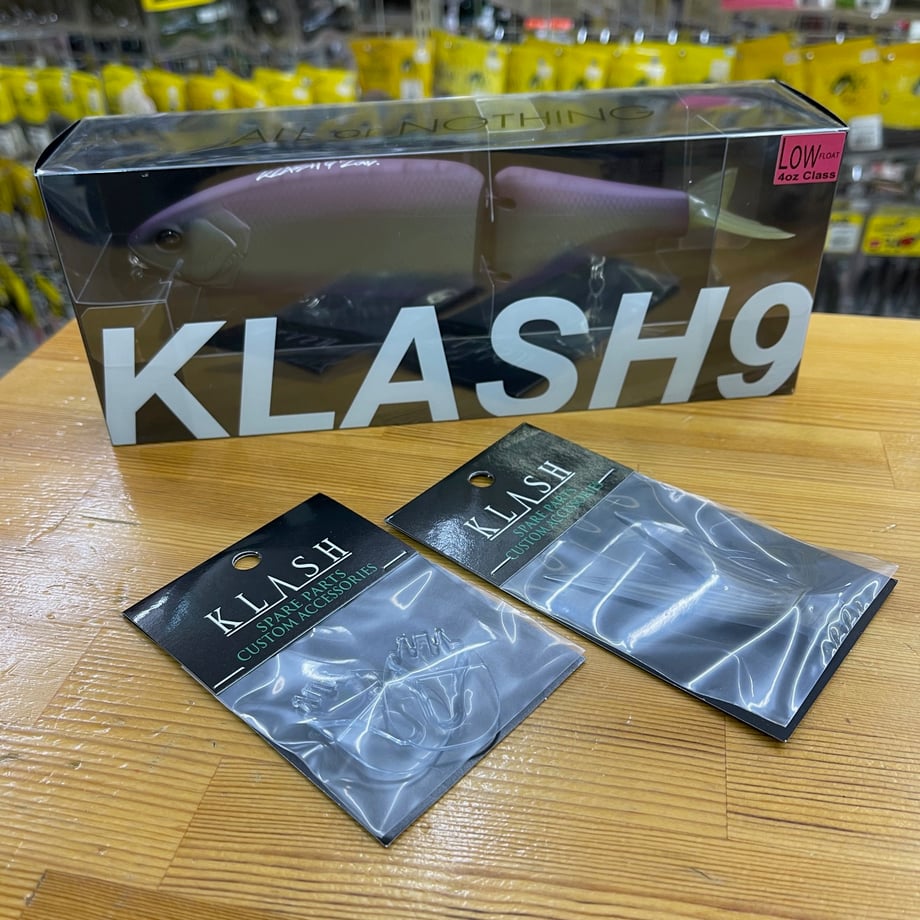 All or NOTHING
LOW FLOAT
4oz Class
KLASH9 Low.
KLASH9
KLASH
SPARE PARTS
CUSTOM ACCESSORIES
KLASH
SPARE PARTS
CUSTOM ACCESSORIES